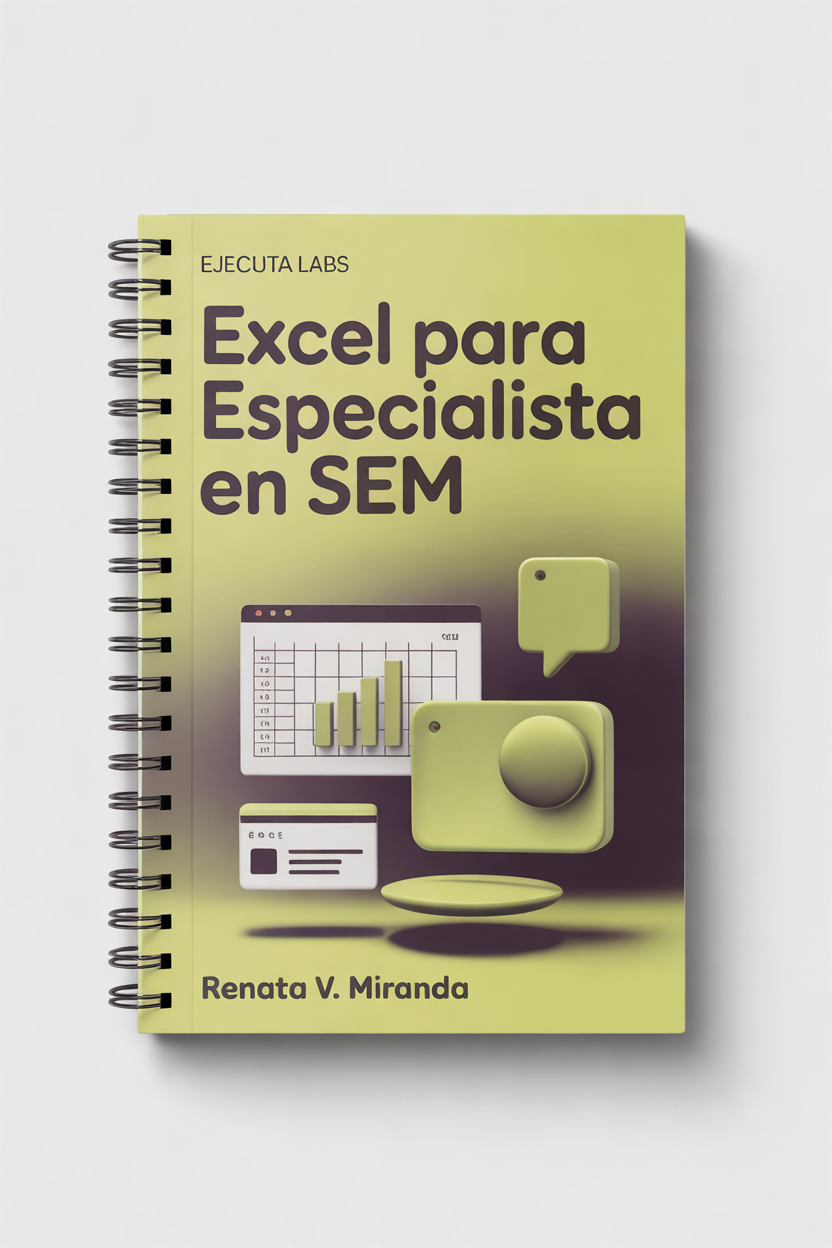 EJECUTA LABS
Excel para
Especialista
en SEM
Renata V. Miranda